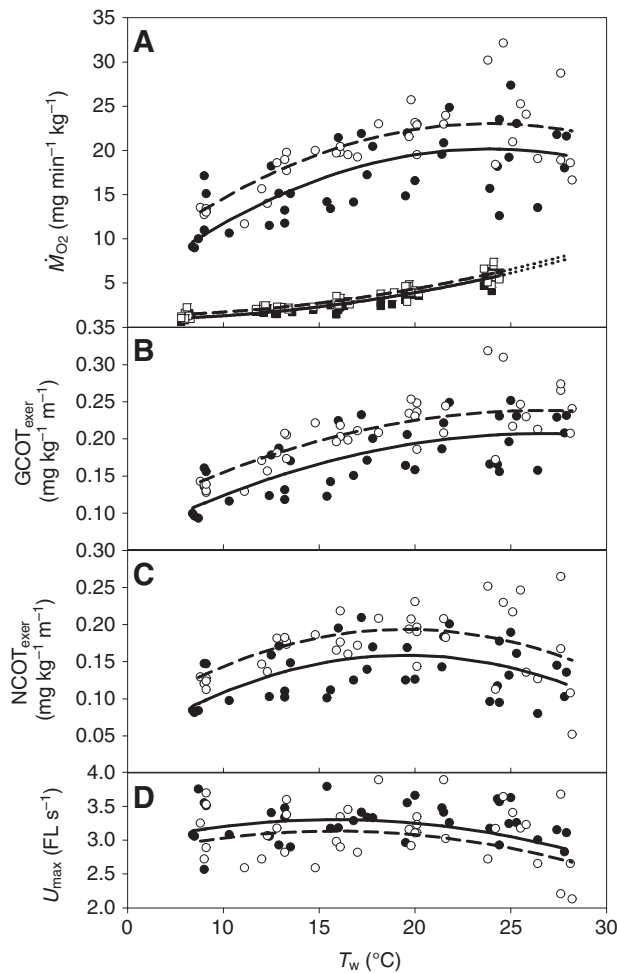 35
A
30
25
20
15
10
5
0.35
ṀO2 (mg min−1 kg−1)
B
0.30
0.25
0.20
0.15
0.10
0.30
GCOTexer
(mg kg−1 m−1)
C
0.25
0.20
0.15
0.10
0.05
4.0
NCOTexer
(mg kg−1 m−1)
D
3.5
3.0
2.5
2.0
Umax (FL s−1)
0 10 15 20 25 30
Tw (°C)